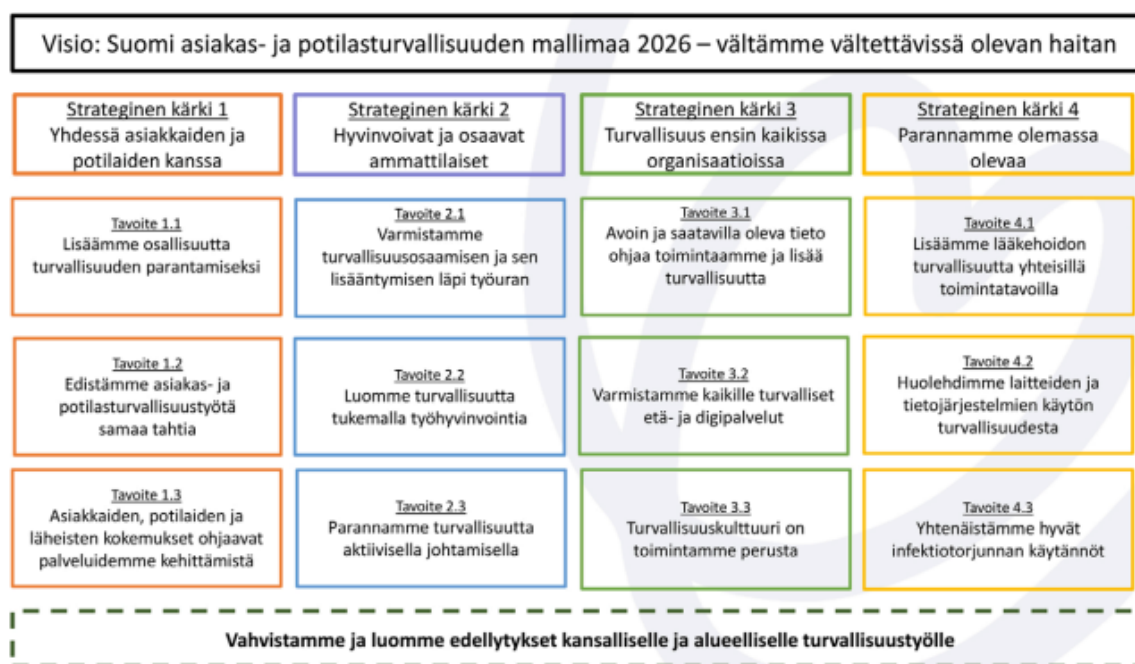 Visio: Suomi asiakas- ja potilasturvallisuuden mallimaa 2026 – vältämme vältettävissä olevan haitan
Strateginen kärki 1
Yhdessä asiakkaiden ja
potilaiden kanssa
Strateginen kärki 2
Hyvinvoivat ja osaavat
ammattilaiset
Strateginen kärki 3
Turvallisuus ensin kaikissa
organisaatioissa
Strateginen kärki 4
Parannamme olemassa
olevaa
Tavoite 1.1
Lisäämme osallisuutta
turvallisuuden parantamiseksi
Tavoite 2.1
Varmistamme
turvallisuusosaamisen ja sen
lisääntymisen läpi työuran
Tavoite 3.1
Avoin ja saatavilla oleva tieto
ohjaa toimintaamme ja lisää
turvallisuutta
Tavoite 4.1
Lisäämme lääkehoidon
turvallisuutta yhteisillä
toimintatavoilla
Tavoite 1.2
Edistämme asiakas- ja
potilasturvallisuustyötä
samaa tahtia
Tavoite 2.2
Luomme turvallisuutta
tukemalla työhyvinvointia
Tavoite 3.2
Varmistamme kaikille turvalliset
etä- ja digipalvelut
Tavoite 4.2
Huolehdimme laitteiden ja
tietojärjestelmien käytön
turvallisuudesta
Tavoite 1.3
Asiakkaiden, potilaiden ja
läheisten kokemukset ohjaavat
palveluidemme kehittämistä
Tavoite 2.3
Parannamme turvallisuutta
aktiivisella johtamisella
Tavoite 3.3
Turvallisuuskulttuuri on
toimintamme perusta
Tavoite 4.3
Yhtenäistämme hyvät
infektiotorjunnan käytännöt
Vahvistamme ja luomme edellytykset kansalliselle ja alueelliselle turvallisuustyölle